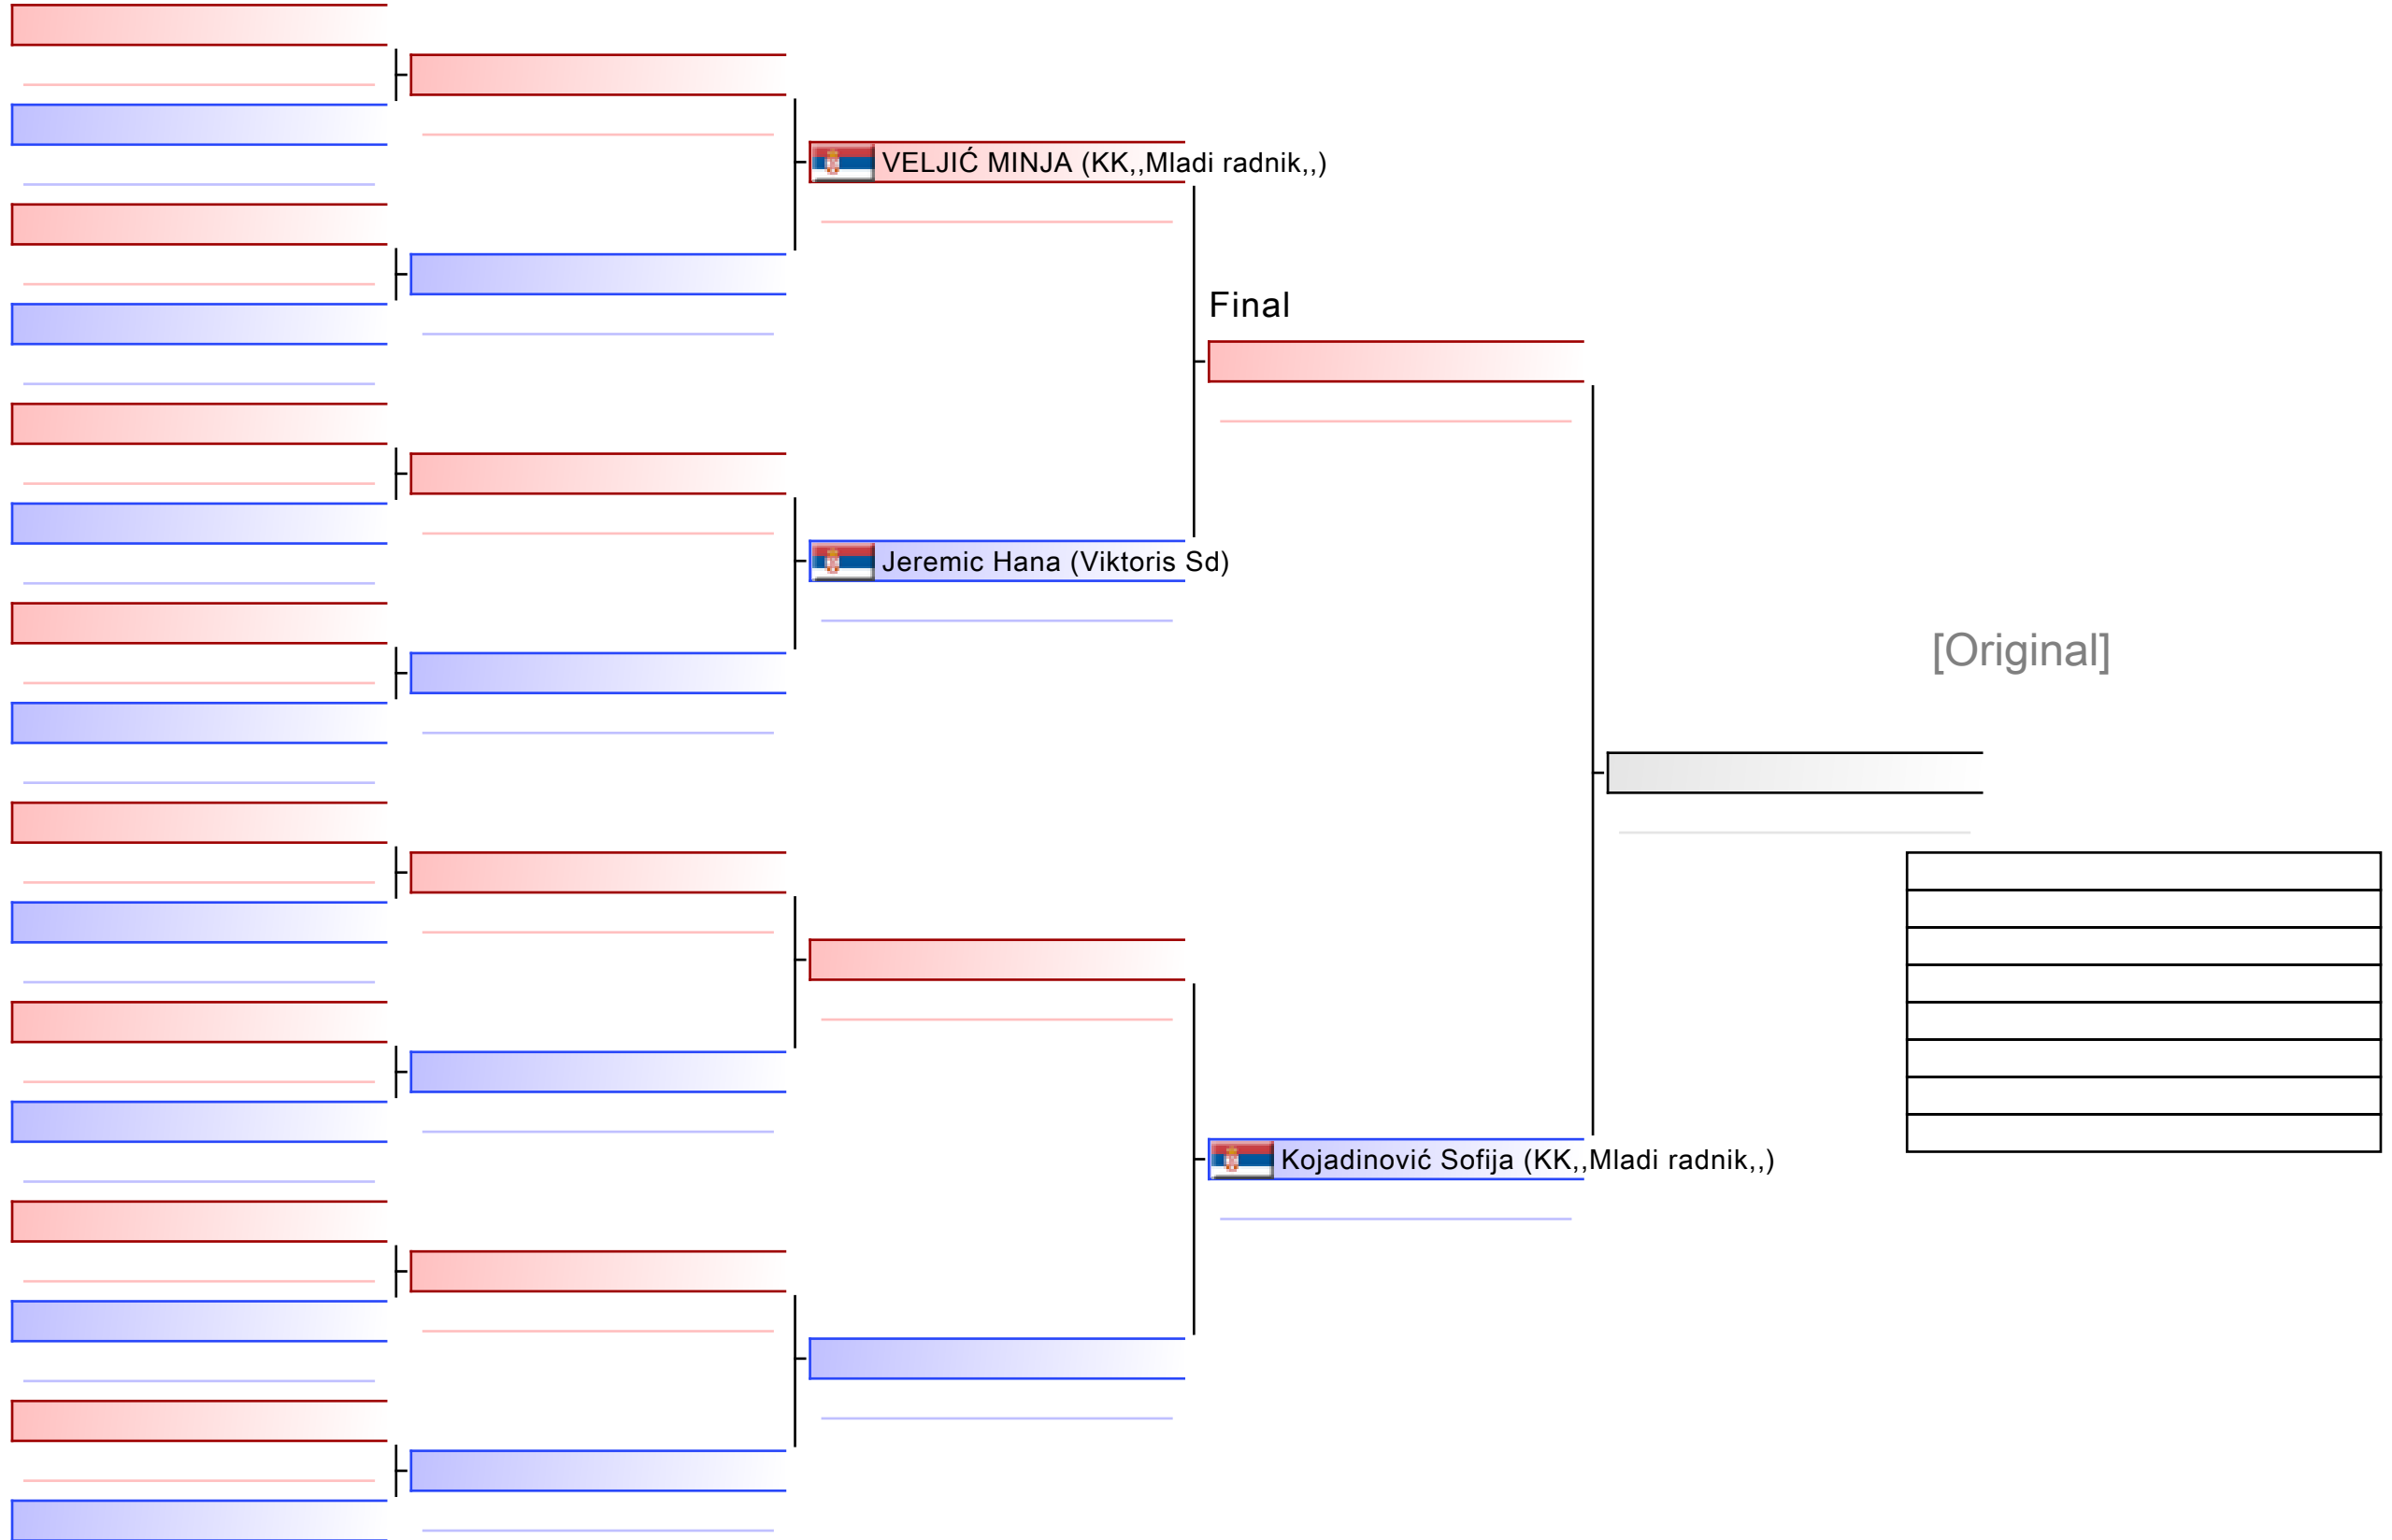 VELJIĆ MINJA (KK,,Mladi radnik,,)
Final
Jeremic Hana (Viktoris Sd)
[Original]
Kojadinović Sofija (KK,,Mladi radnik,,)